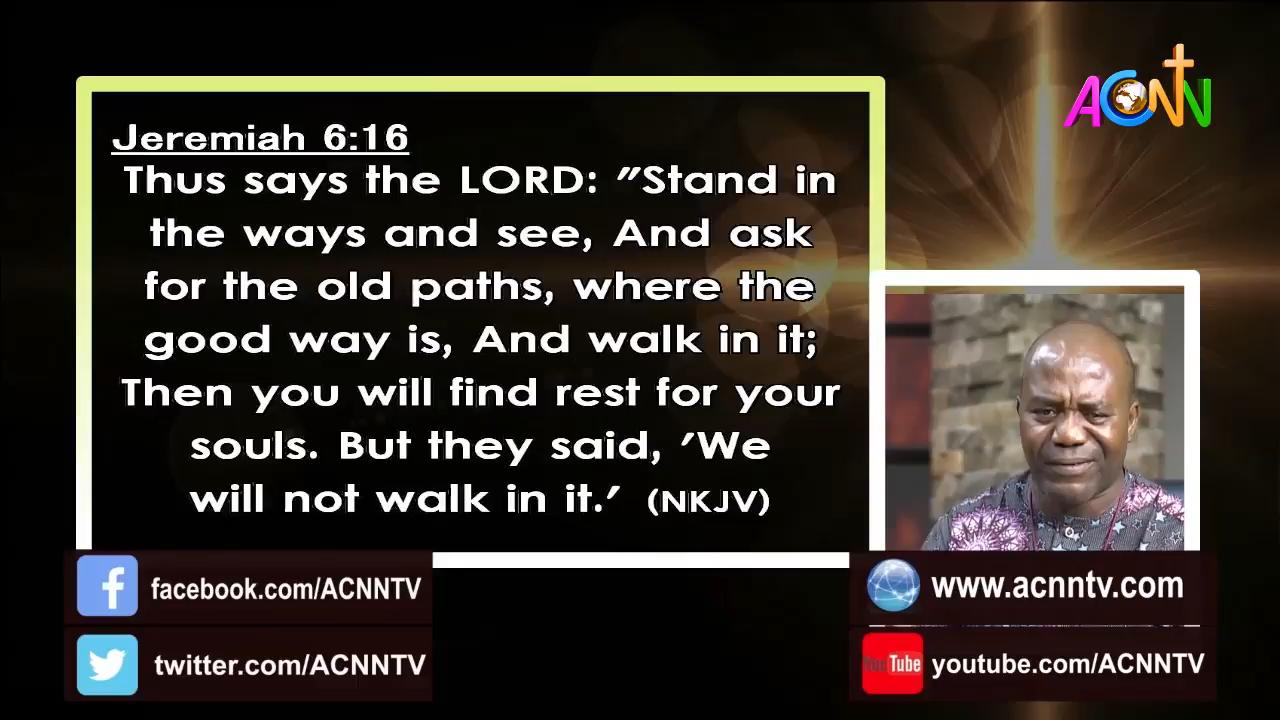 ACNN
Jeremiah 6:16
Thus says the LORD: "Stand in
the ways and see, And ask
for the old paths, where the
good way is, And walk in it;
Then you will find rest for your
souls. But they said, 'We
will not walk in it.' (NKJV)
f facebook.com/ACNNTV
twitter.com/ACNNTV
www.acnntv.com
YouTube youtube.com/ACNNTV